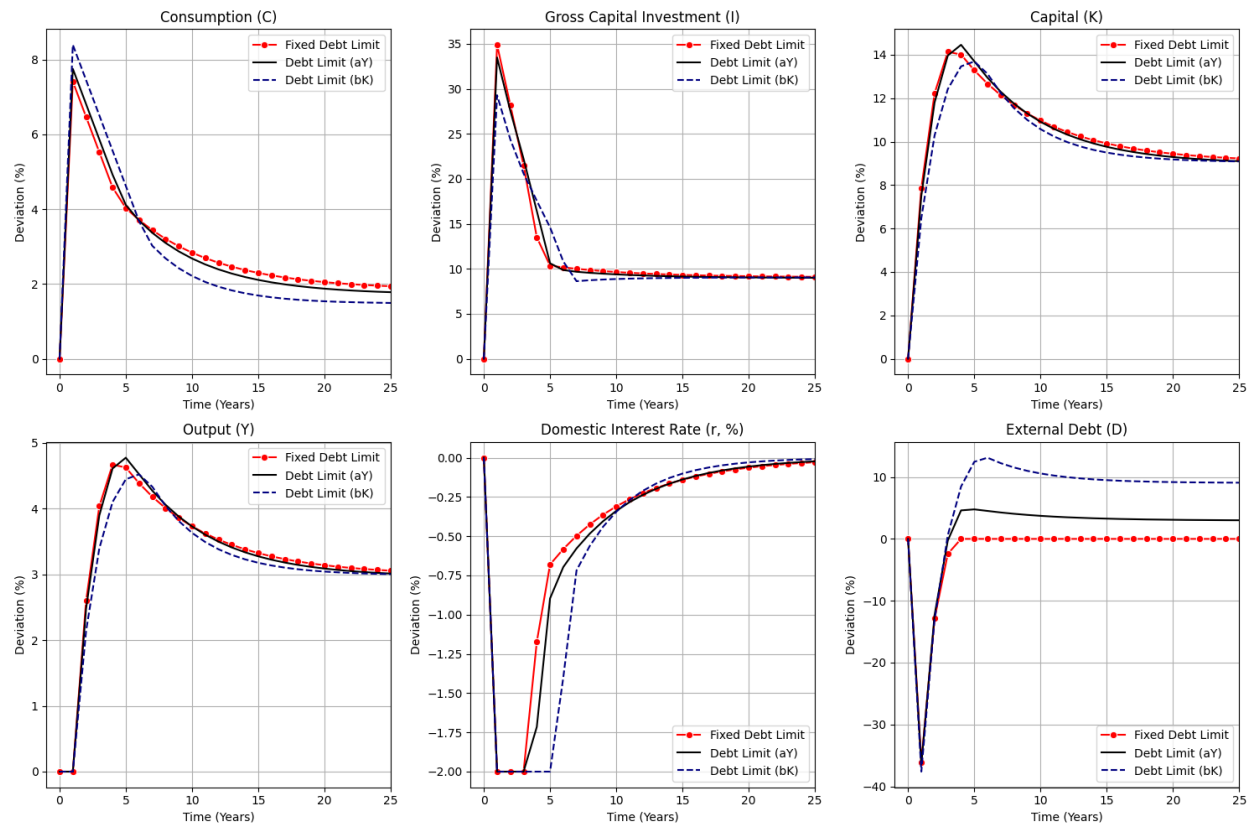 Consumption (C)
Deviation (%)
8
6
4
2
0
Fixed Debt Limit
Debt Limit (aY)
Debt Limit (bK)
0 5 10 15 20 25
Time (Years)
Gross Capital Investment (I)
Deviation (%)
35
30
25
20
15
10
5
0
Fixed Debt Limit
Debt Limit (aY)
Debt Limit (bK)
0 5 10 15 20 25
Time (Years)
Capital (K)
Deviation (%)
14
12
10
8
6
4
2
0
Fixed Debt Limit
Debt Limit (aY)
Debt Limit (bK)
0 5 10 15 20 25
Time (Years)
Output (Y)
Deviation (%)
5
4
3
2
1
0
Fixed Debt Limit
Debt Limit (aY)
Debt Limit (bK)
0 5 10 15 20 25
Time (Years)
Domestic Interest Rate (r, %)
Deviation (%)
0.00
−0.25
−0.50
−0.75
−1.00
−1.25
−1.50
−1.75
−2.00
Fixed Debt Limit
Debt Limit (aY)
Debt Limit (bK)
0 5 10 15 20 25
Time (Years)
External Debt (D)
Deviation (%)
10
0
−10
−20
−30
−40
Fixed Debt Limit
Debt Limit (aY)
Debt Limit (bK)
0 5 10 15 20 25
Time (Years)